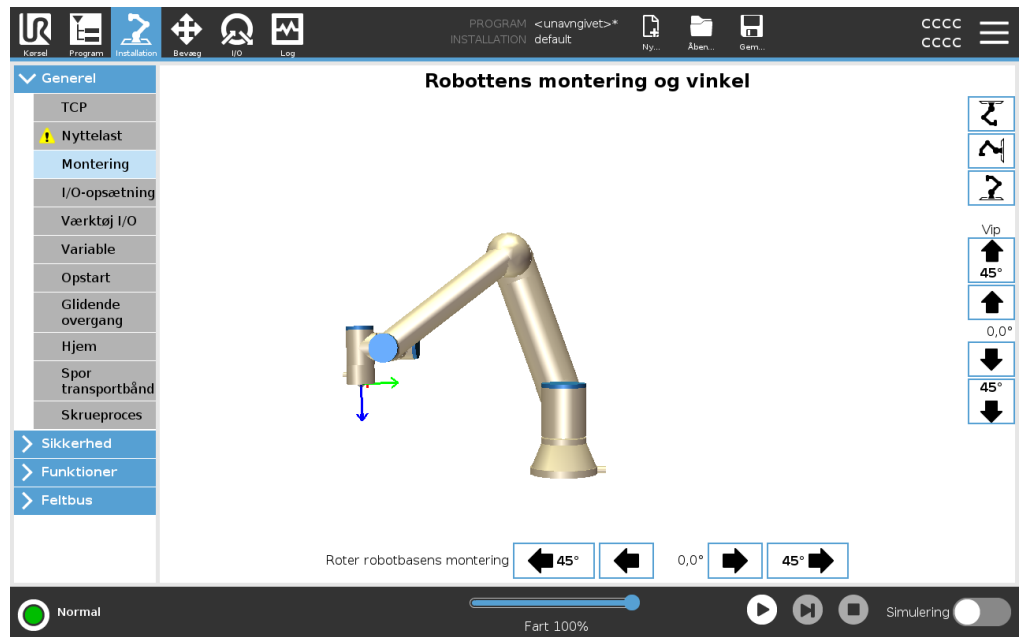 UR
Kørsel
Program
Installation
Bevæg
I/O
Log
PROGRAM <unavngivet>*
INSTALLATION default
Ny...
Åben...
Gem...
CCCC
CCCC
Generel
TCP
Nyttelast
Montering
I/O-opsætning
Værktøj I/O
Variable
Opstart
Glidende
overgang
Hjem
Spor
transportbånd
Skrueproces
Sikkerhed
Funktioner
Feltbus
Robottens montering og vinkel
Vip
45°
0,0°
45°
Roter robotbasens montering 45° 0,0° 45°
Normal
Fart 100%
Simulering